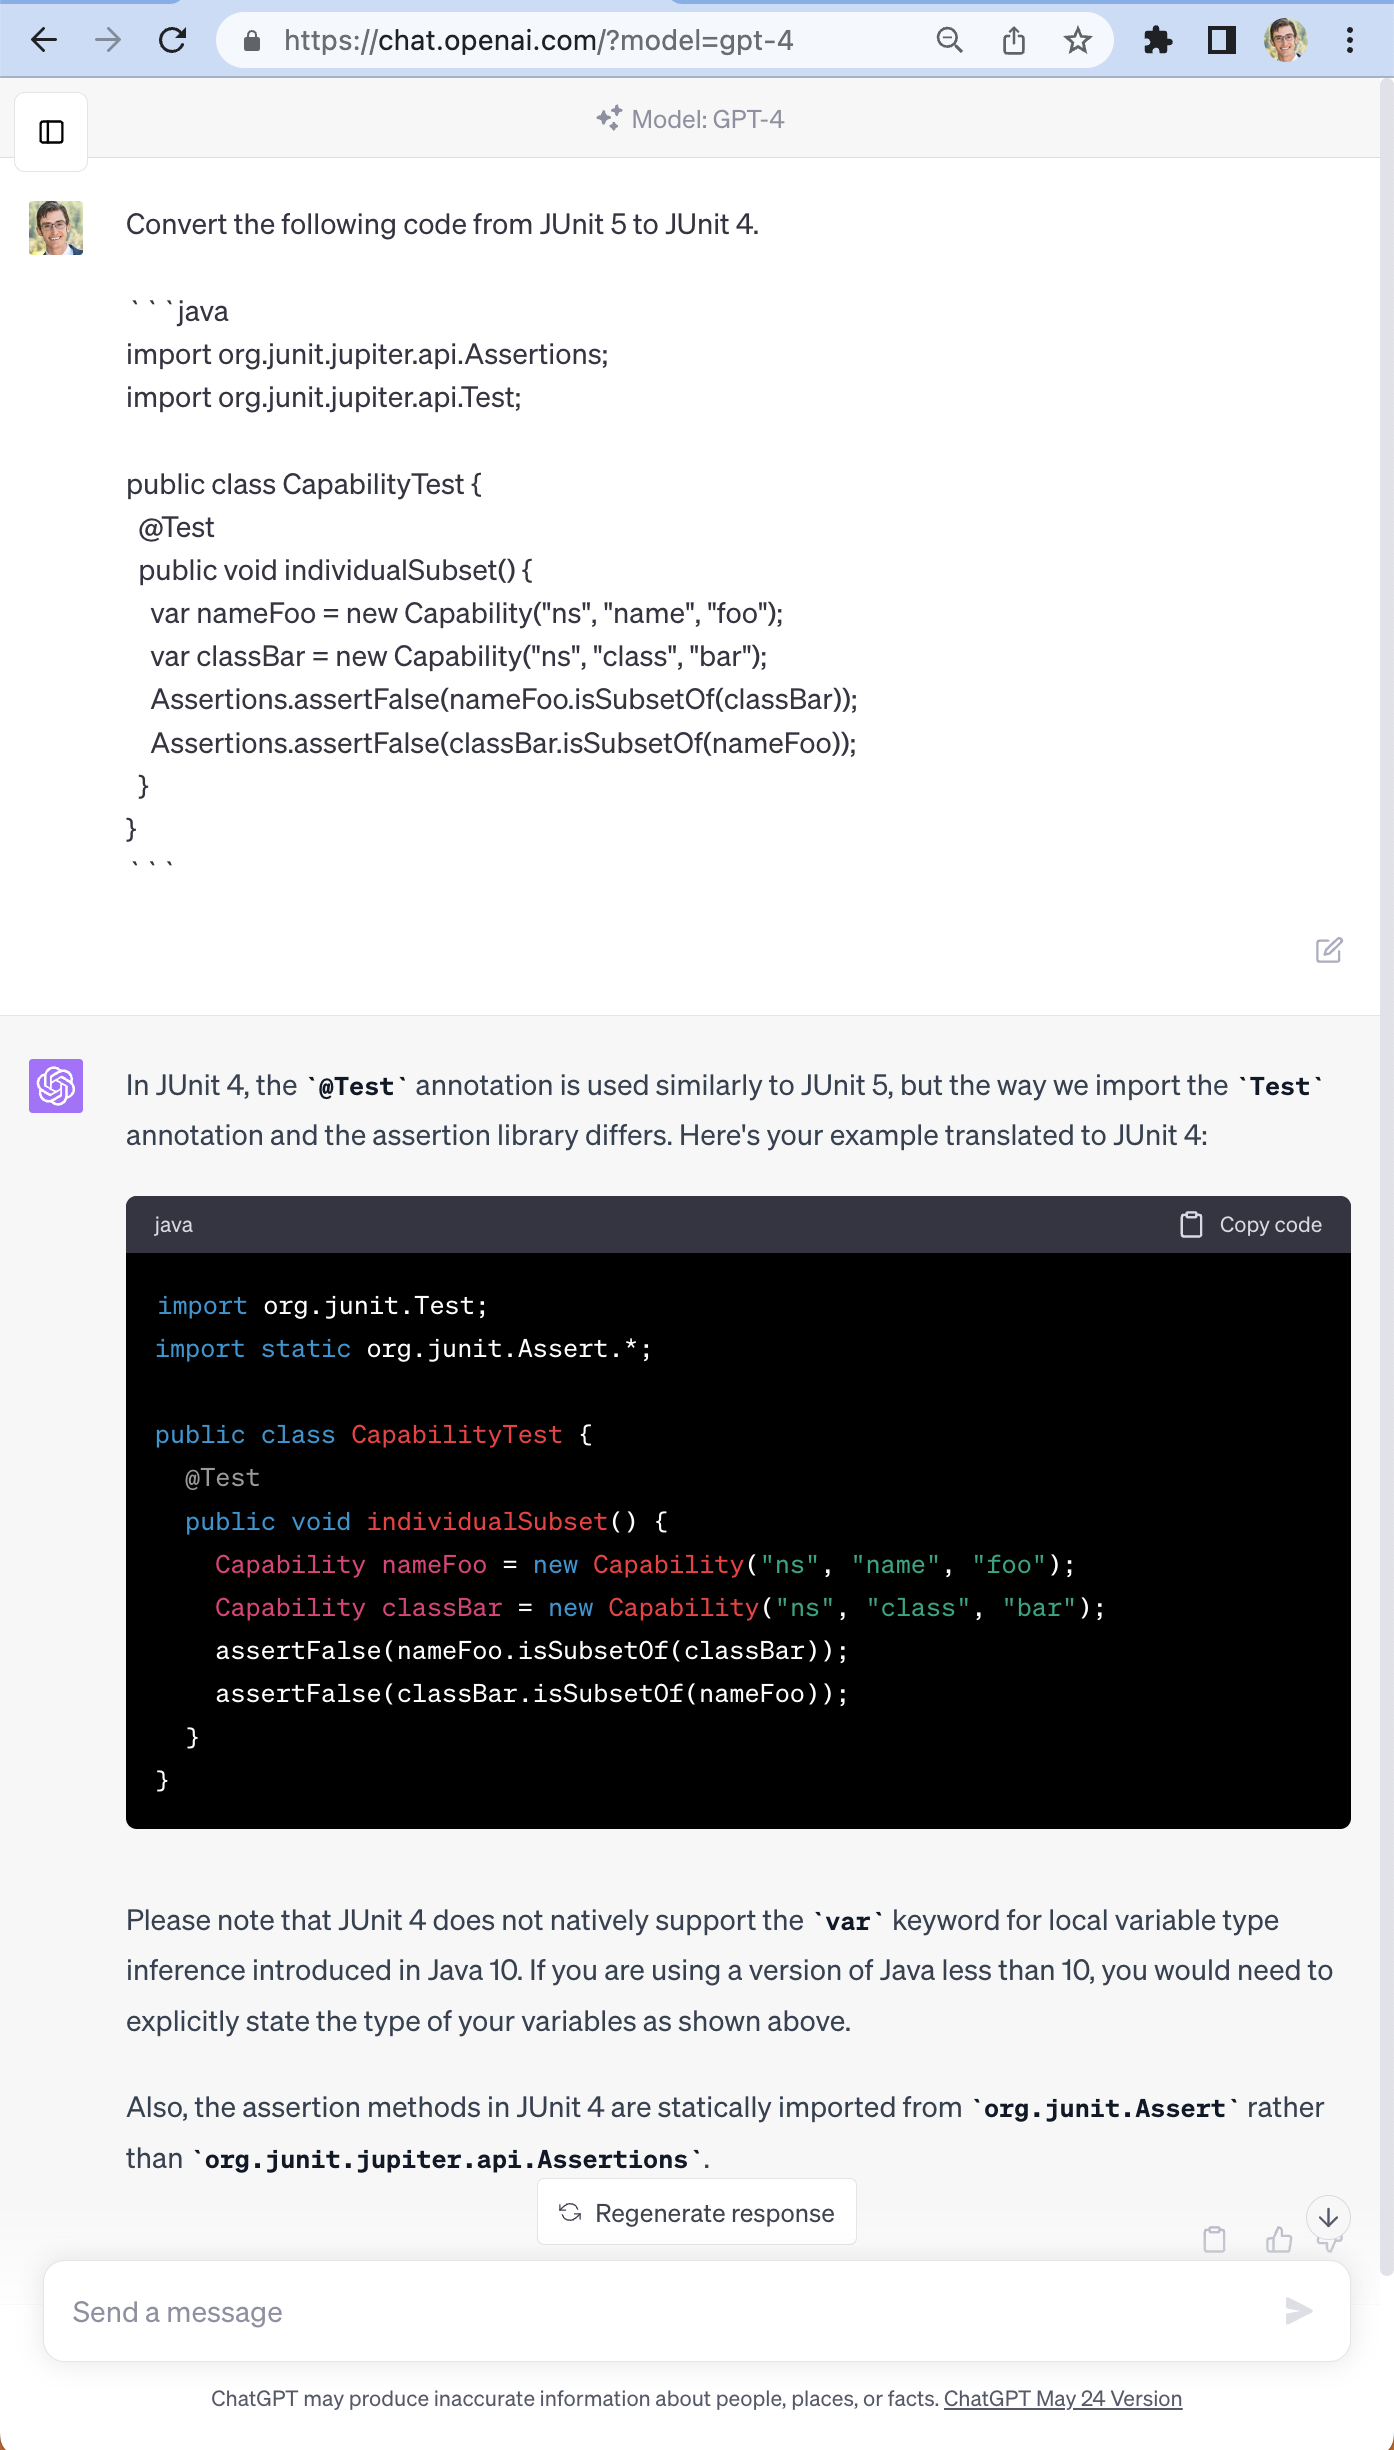 https://chat.openai.com/?model=gpt-4
Model: GPT-4
Convert the following code from JUnit 5 to JUnit 4.
```java
import org.junit.jupiter.api.Assertions;
import org.junit.jupiter.api.Test;
public class CapabilityTest {
@Test
public void individualSubset() {
var nameFoo = new Capability("ns", "name", "foo");
var classBar = new Capability("ns", "class", "bar");
Assertions.assertFalse(nameFoo.isSubsetOf(classBar));
Assertions.assertFalse(classBar.isSubsetOf(nameFoo));
}
}
```
In JUnit 4, the `@Test` annotation is used similarly to JUnit 5, but the way we import the `Test`
annotation and the assertion library differs. Here's your example translated to JUnit 4:
java
Copy code
import org.junit.Test;
import static org.junit.Assert.*;
public class CapabilityTest {
@Test
public void individualSubset() {
Capability nameFoo = new Capability("ns", "name", "foo");
Capability classBar = new Capability("ns", "class", "bar");
assertFalse(nameFoo.isSubsetOf(classBar));
assertFalse(classBar.isSubsetOf(nameFoo));
}
}
Please note that JUnit 4 does not natively support the `var` keyword for local variable type
inference introduced in Java 10. If you are using a version of Java less than 10, you would need to
explicitly state the type of your variables as shown above.
Also, the assertion methods in JUnit 4 are statically imported from `org.junit.Assert` rather
than `org.junit.jupiter.api.Assertions`.
Regenerate response
Send a message
ChatGPT may produce inaccurate information about people, places, or facts. ChatGPT May 24 Version